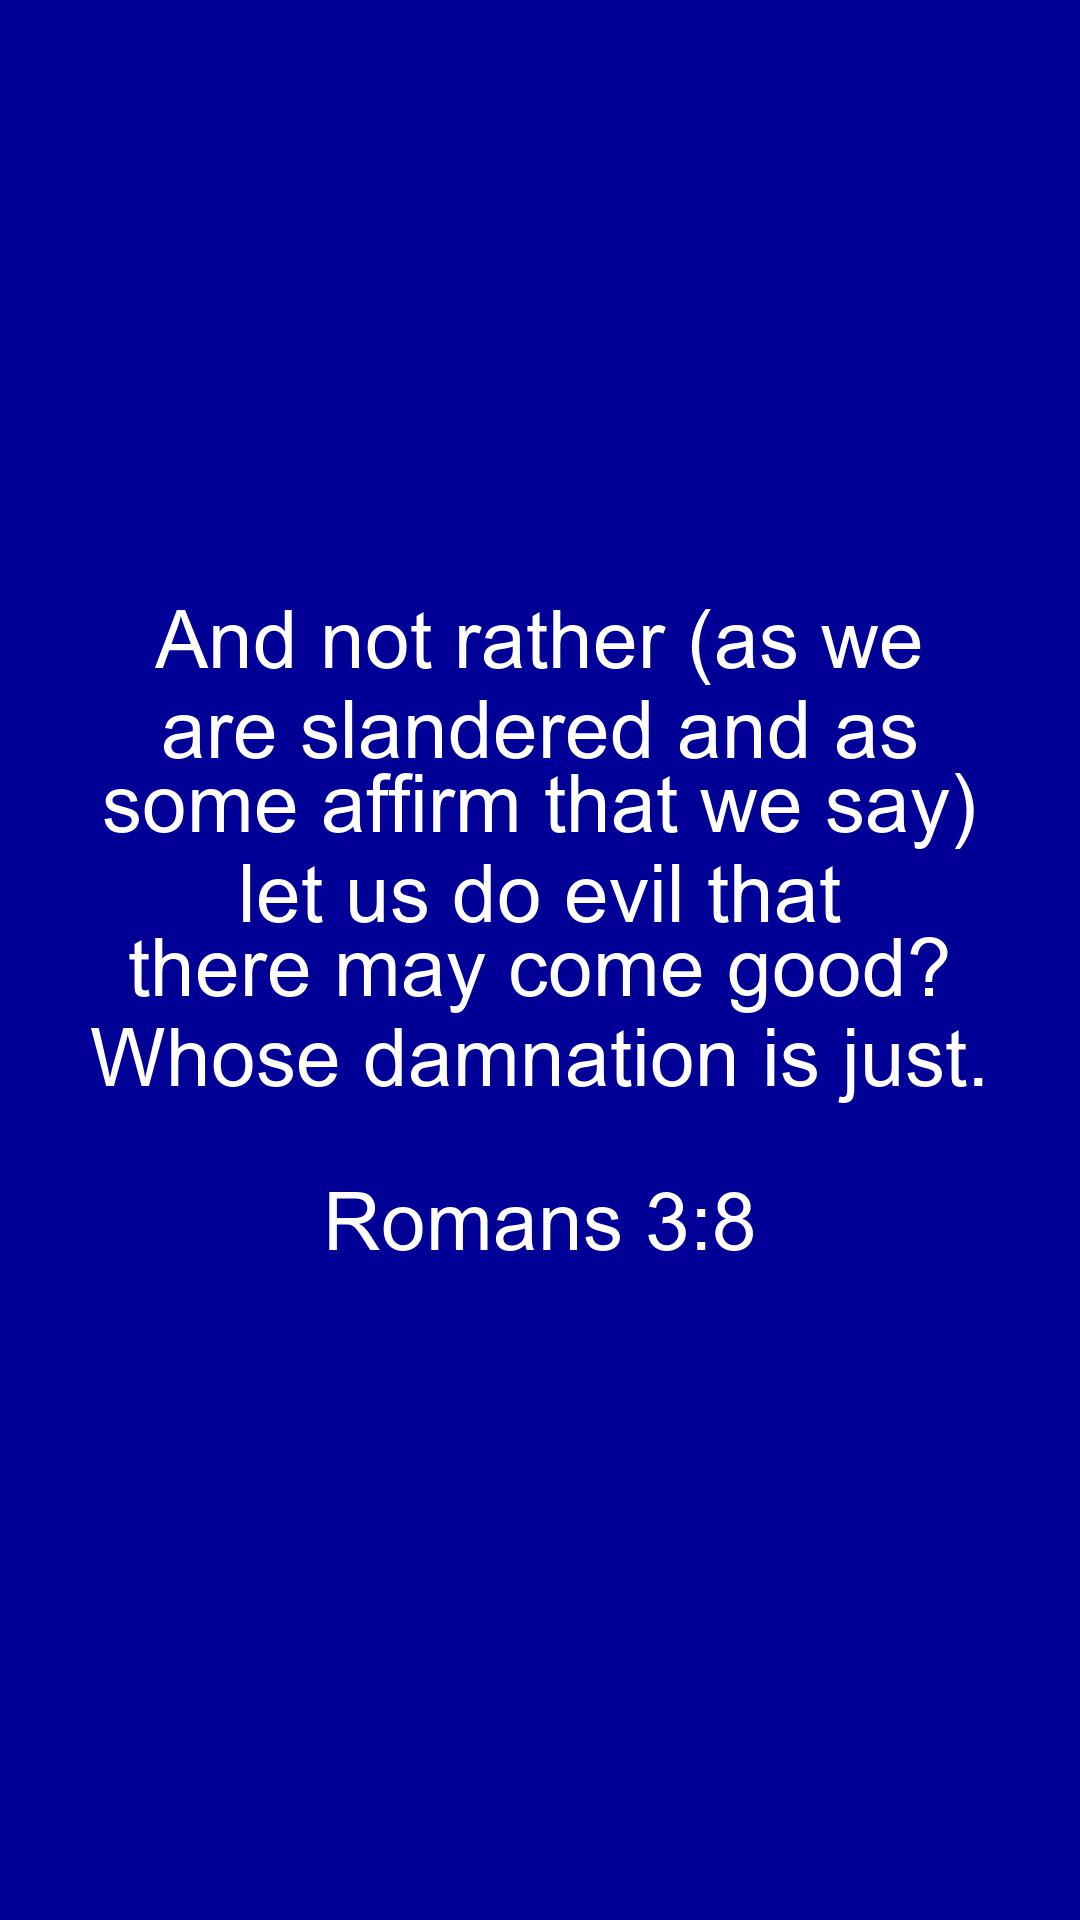 And not rather (as we
are slandered and as
some affirm that we say)
let us do evil that
there may come good?
Whose damnation is just.
Romans 3:8